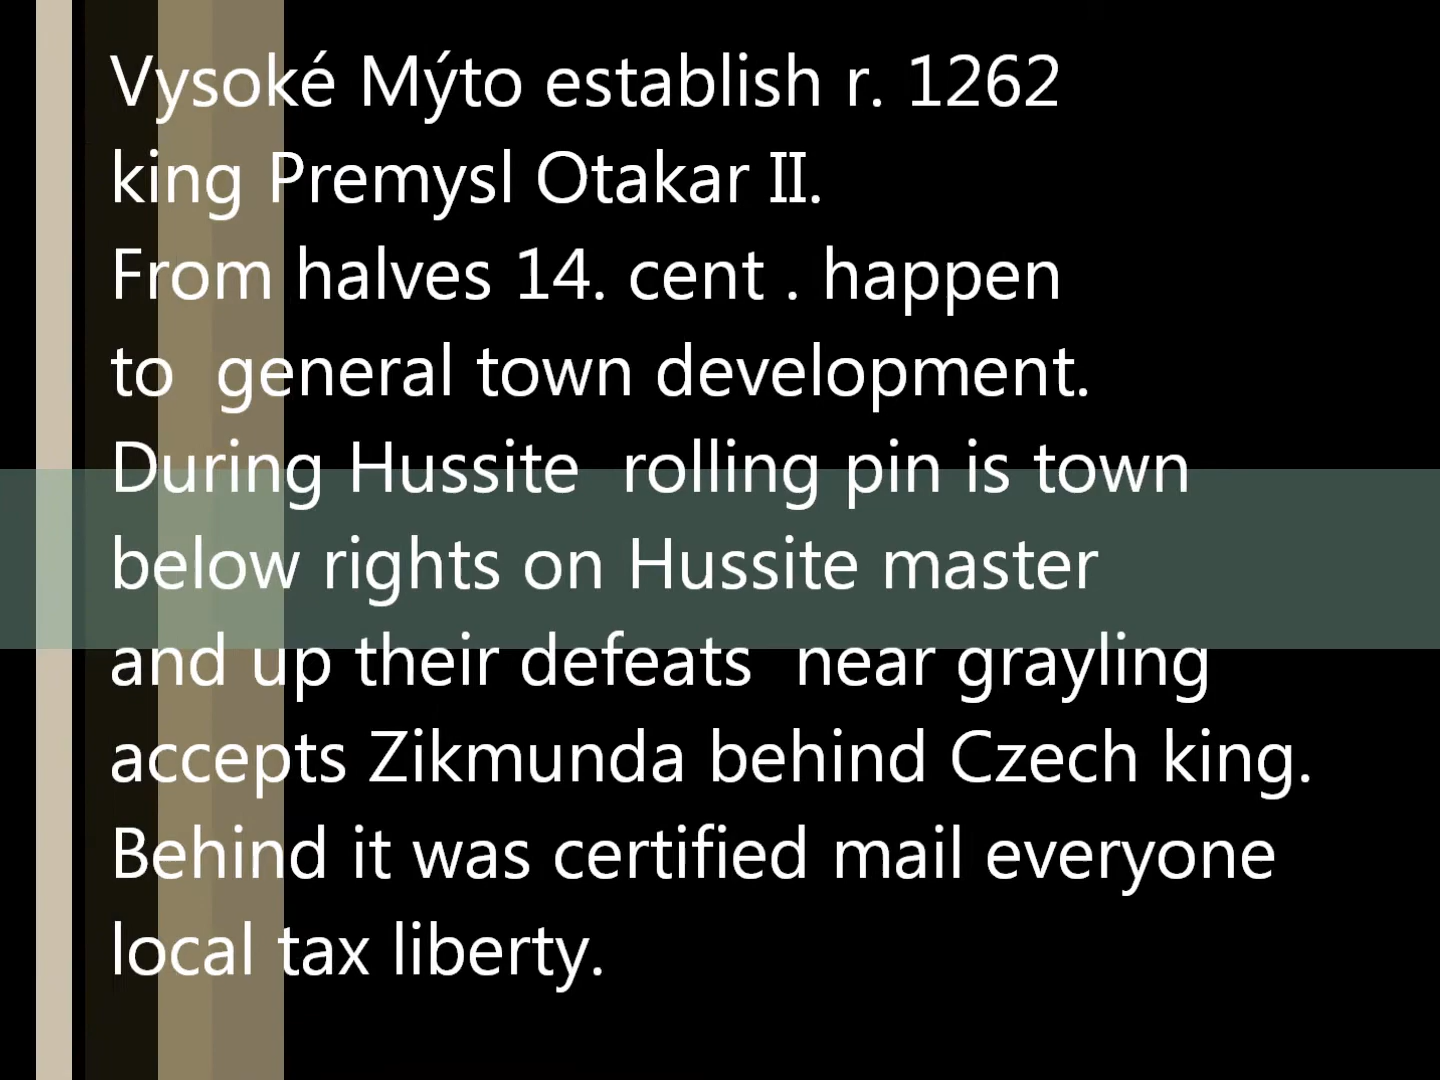 Vysoké Mýto establish r. 1262
king Premysl Otakar II.
From halves 14. cent . happen
to  general town development.
During Hussite  rolling pin is town
below rights on Hussite master
and up their defeats  near grayling
accepts Zikmunda behind Czech king.
Behind it was certified mail everyone
local tax liberty.